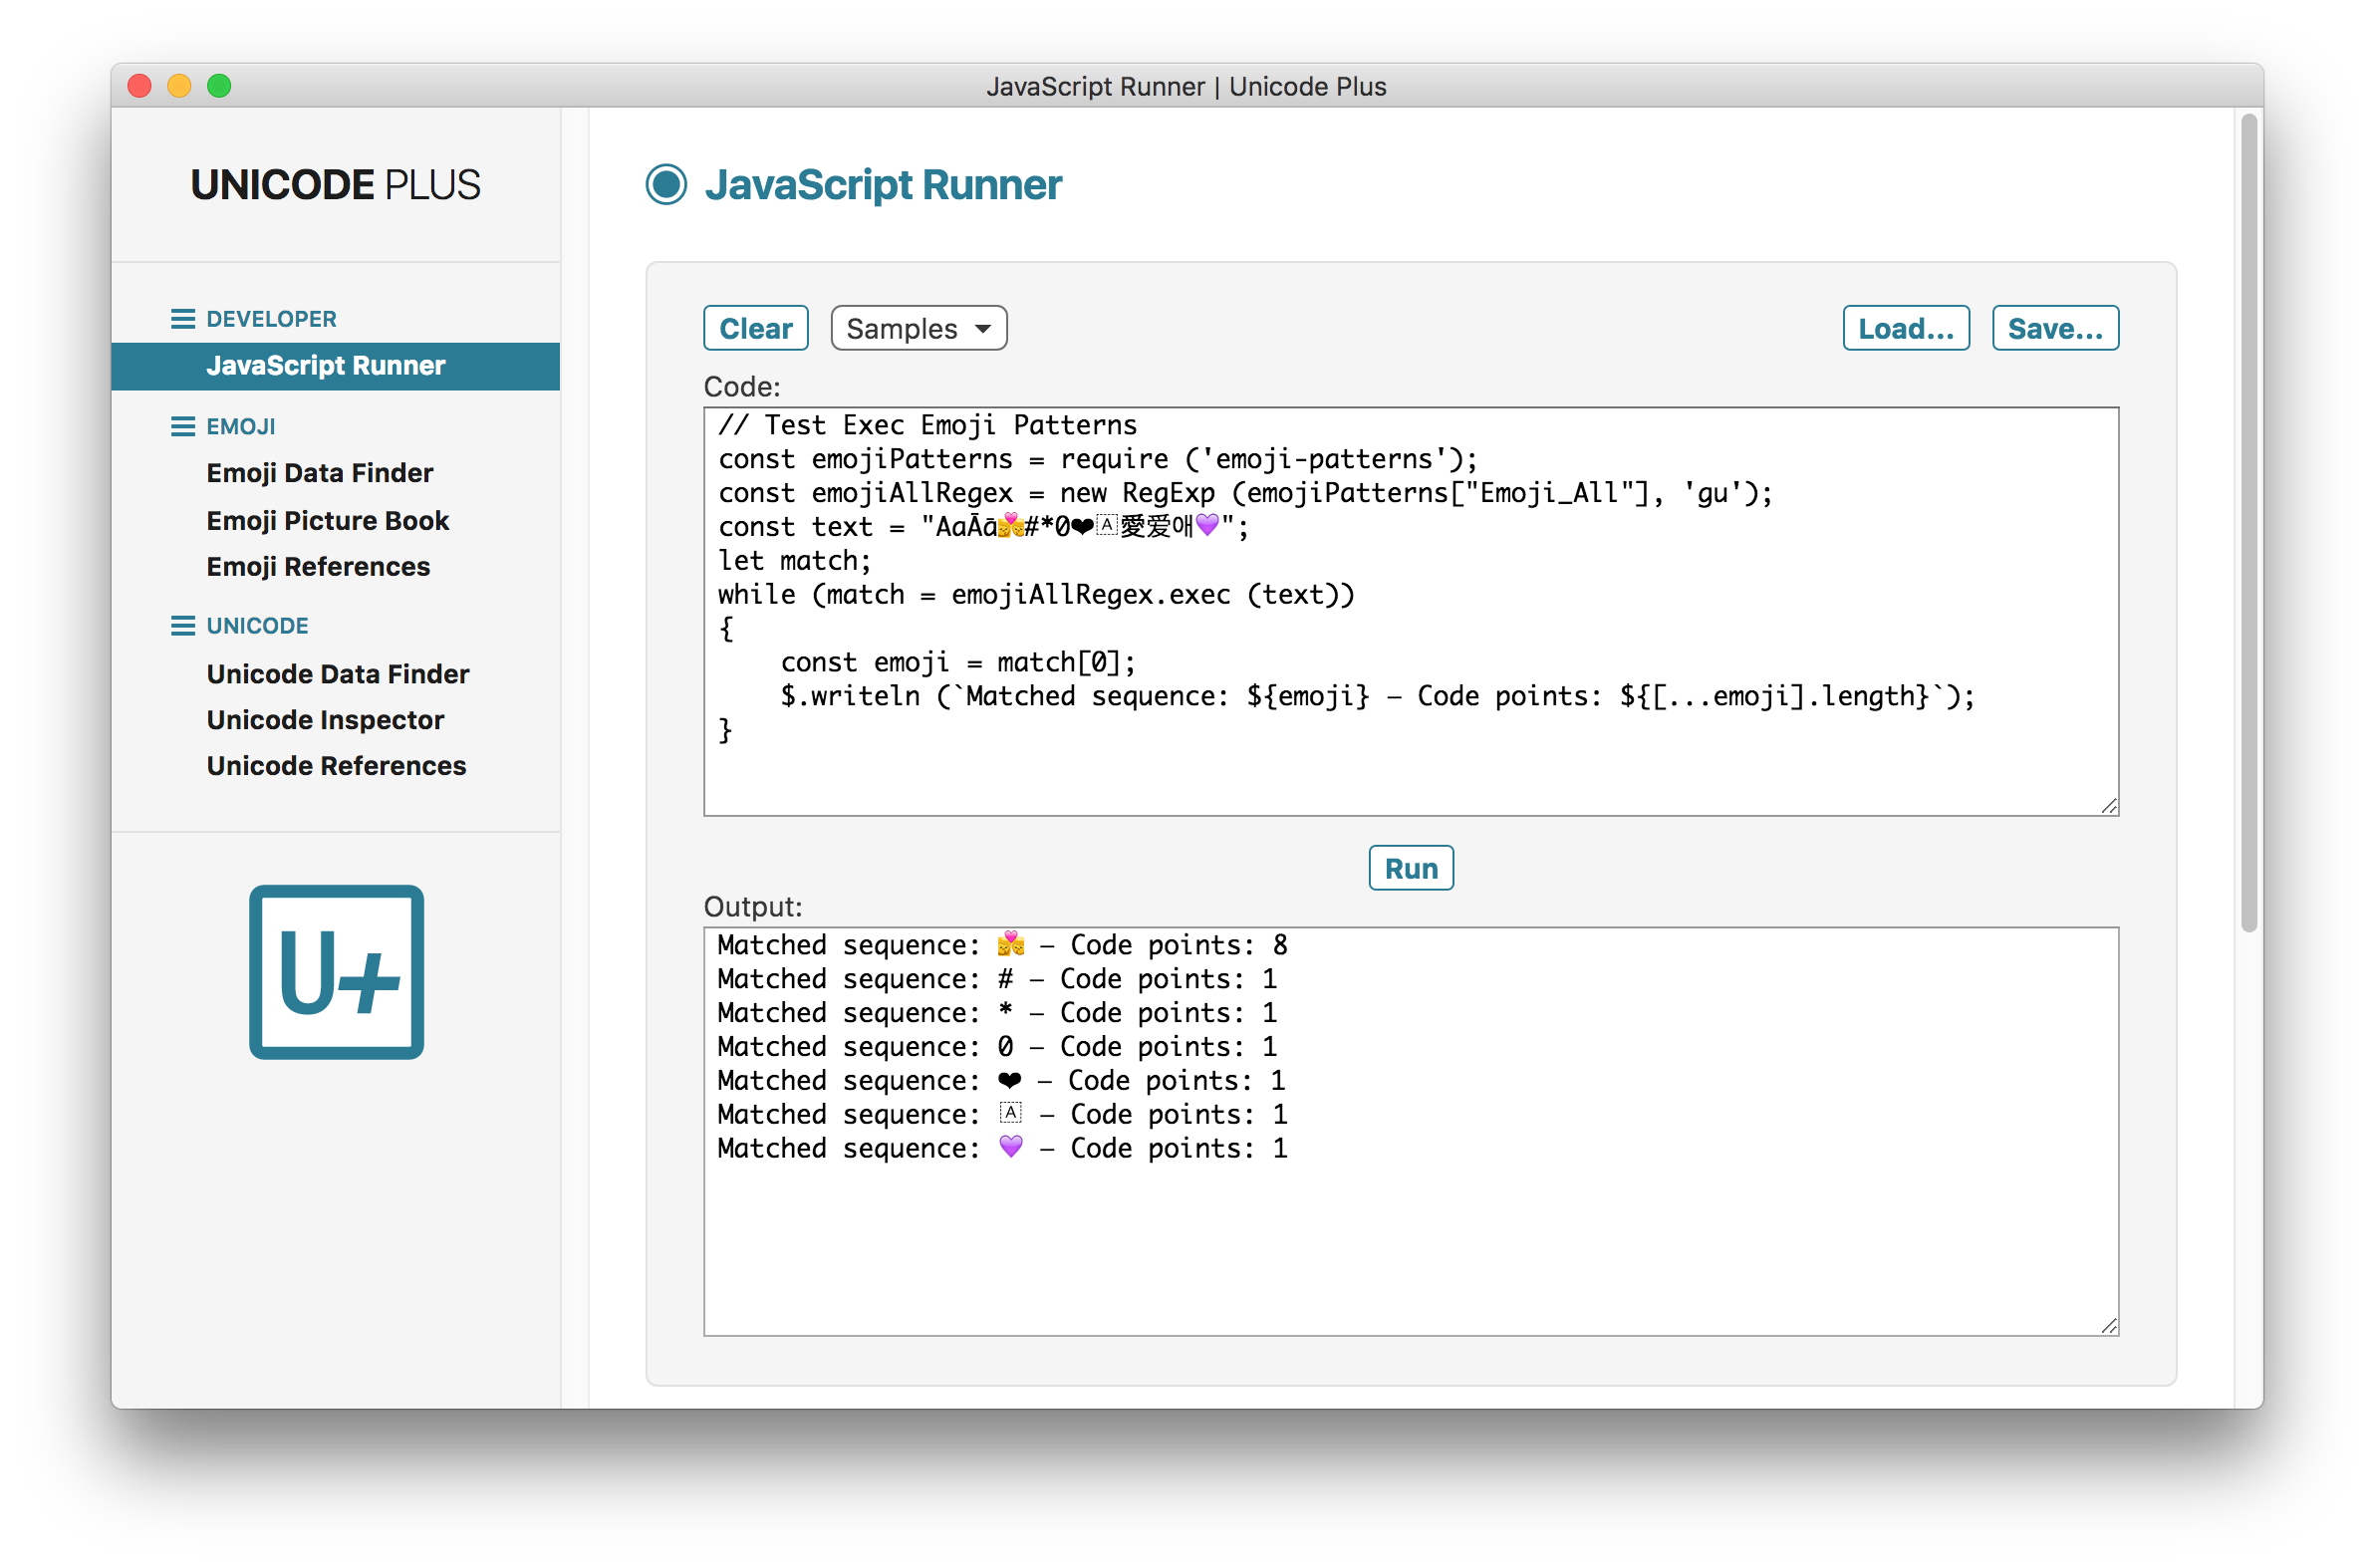 JavaScript Runner | Unicode Plus
UNICODE PLUS
DEVELOPER
JavaScript Runner
EMOJI
Emoji Data Finder
Emoji Picture Book
Emoji References
UNICODE
Unicode Data Finder
Unicode Inspector
Unicode References
U+
JavaScript Runner
Clear
Samples
Load...
Save...
Code:
// Test Exec Emoji Patterns
const emojiPatterns = require ('emoji-patterns');
const emojiAllRegex = new RegExp (emojiPatterns["Emoji_All"], 'gu');
const text = "AaĀā👩‍❤️‍💋‍👩#*0❤🇦愛爱애💜";
let match;
while (match = emojiAllRegex.exec (text))
{
    const emoji = match[0];
    $.writeln (`Matched sequence: ${emoji} — Code points: ${[...emoji].length}`);
}
Run
Output:
Matched sequence: 👩‍❤️‍💋‍👩 — Code points: 8
Matched sequence: # — Code points: 1
Matched sequence: * — Code points: 1
Matched sequence: 0 — Code points: 1
Matched sequence: ❤ — Code points: 1
Matched sequence: 🇦 — Code points: 1
Matched sequence: 💜 — Code points: 1